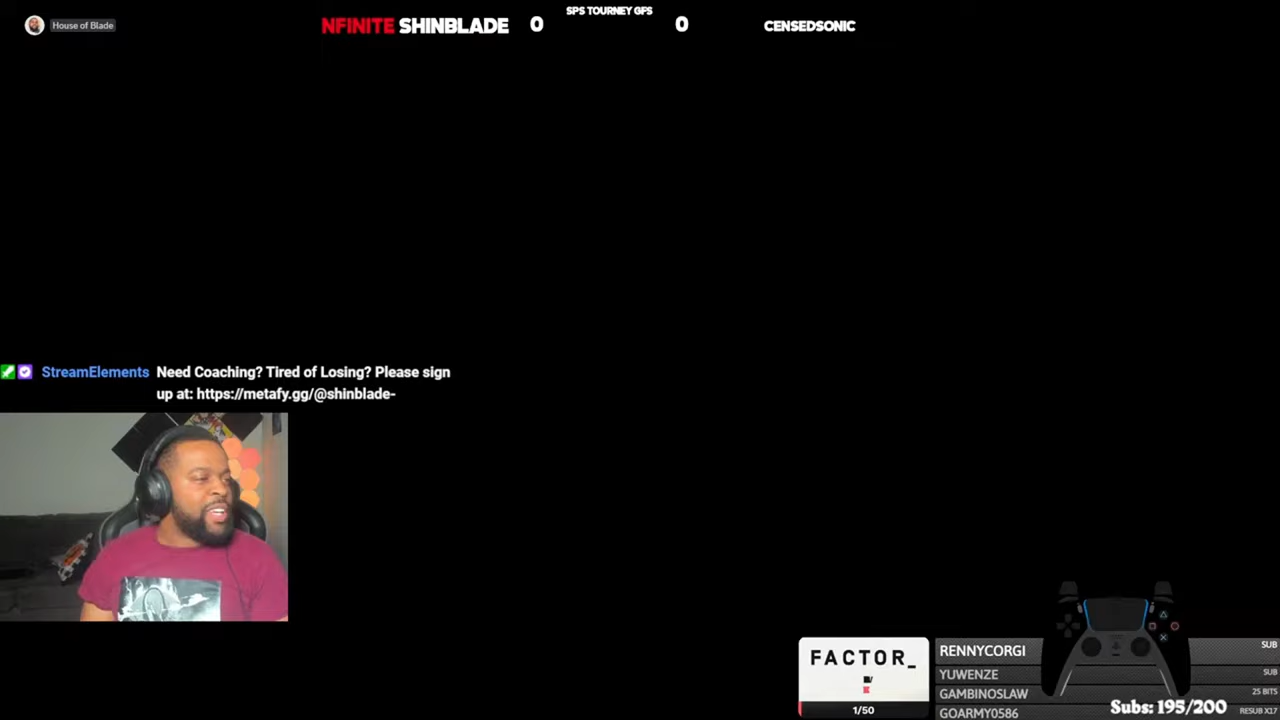 House of Blade
NFINITE SHINBLADE 0
SPS TOURNEY GFS
0 CENSEDSONIC
StreamElements Need Coaching? Tired of Losing? Please sign
up at: https://metafy.gg/@shinblade-
FACTOR_
1/50
RENNYCORGI SUB
YUWENZE SUB
GAMBINOSLAW 25 BITS
GOARMY0586 RESUB X17
Subs: 195/200